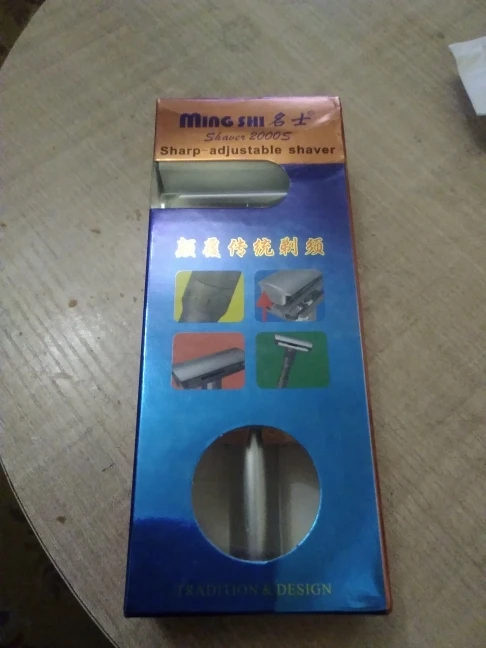 MING SHI 名士®
Shaver 2000S
Sharp-adjustable shaver
颠覆传统剃须
TRADITION & DESIGN